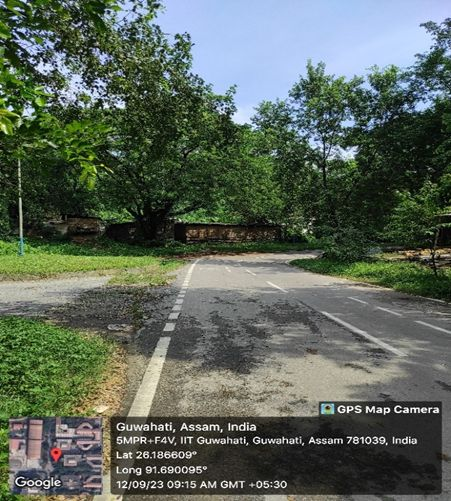 GPS Map Camera
Guwahati, Assam, India
5MPR+F4V, IIT Guwahati, Guwahati, Assam 781039, India
Lat 26.186609°
Long 91.690095°
12/09/23 09:15 AM GMT +05:30
Google